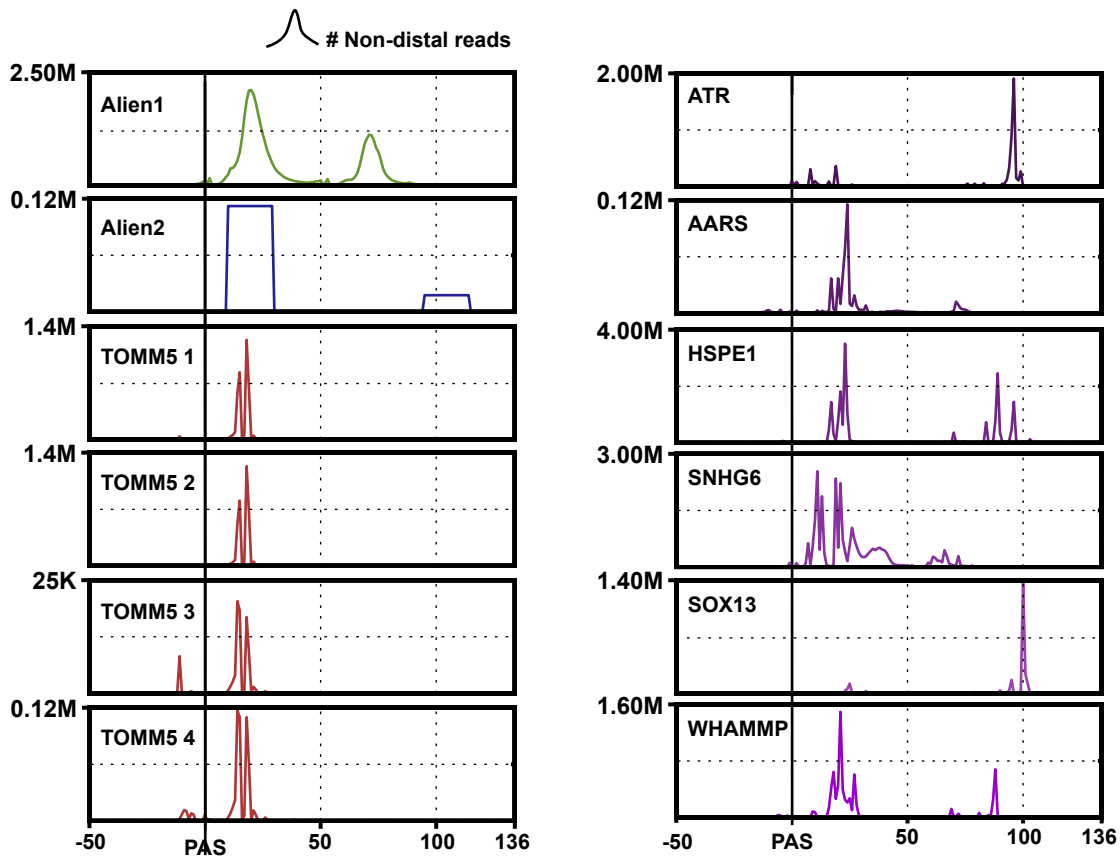 # Non-distal reads
2.50M
Alien1
0.12M
Alien2
1.4M
TOMM5 1
1.4M
TOMM5 2
25K
TOMM5 3
0.12M
TOMM5 4
-50 PAS 50 100 136
2.00M
ATR
0.12M
AARS
4.00M
HSPE1
3.00M
SNHG6
1.40M
SOX13
1.60M
WHAMMP
-50 PAS 50 100 136